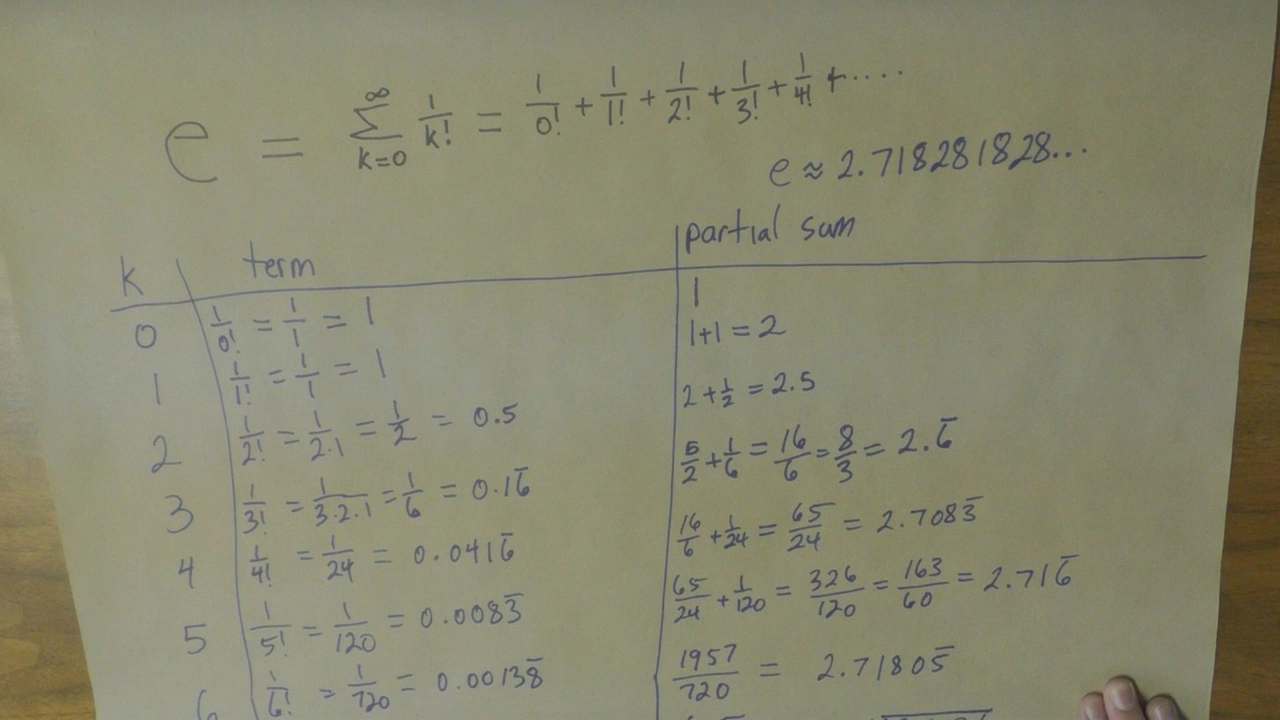 e = ∑_{k=0}^{∞} 1/k! = 1/0! + 1/1! + 1/2! + 1/3! + 1/4! + ....
e ≈ 2.718281828...
k term partial sum
0 1/0! = 1/1 = 1 1
1 1/1! = 1/1 = 1 1+1 = 2
2 1/2! = 1/2·1 = 1/2 = 0.5 2 + 1/2 = 2.5
3 1/3! = 1/3·2·1 = 1/6 = 0.16̅ 5/2 + 1/6 = 16/6 = 8/3 = 2.6̅
4 1/4! = 1/24 = 0.0416̅ 16/6 + 1/24 = 65/24 = 2.7083̅
5 1/5! = 1/120 = 0.0083̅ 65/24 + 1/120 = 326/120 = 163/60 = 2.716̅
6 1/6! = 1/720 = 0.00138̅ 1957/720 = 2.71805̅